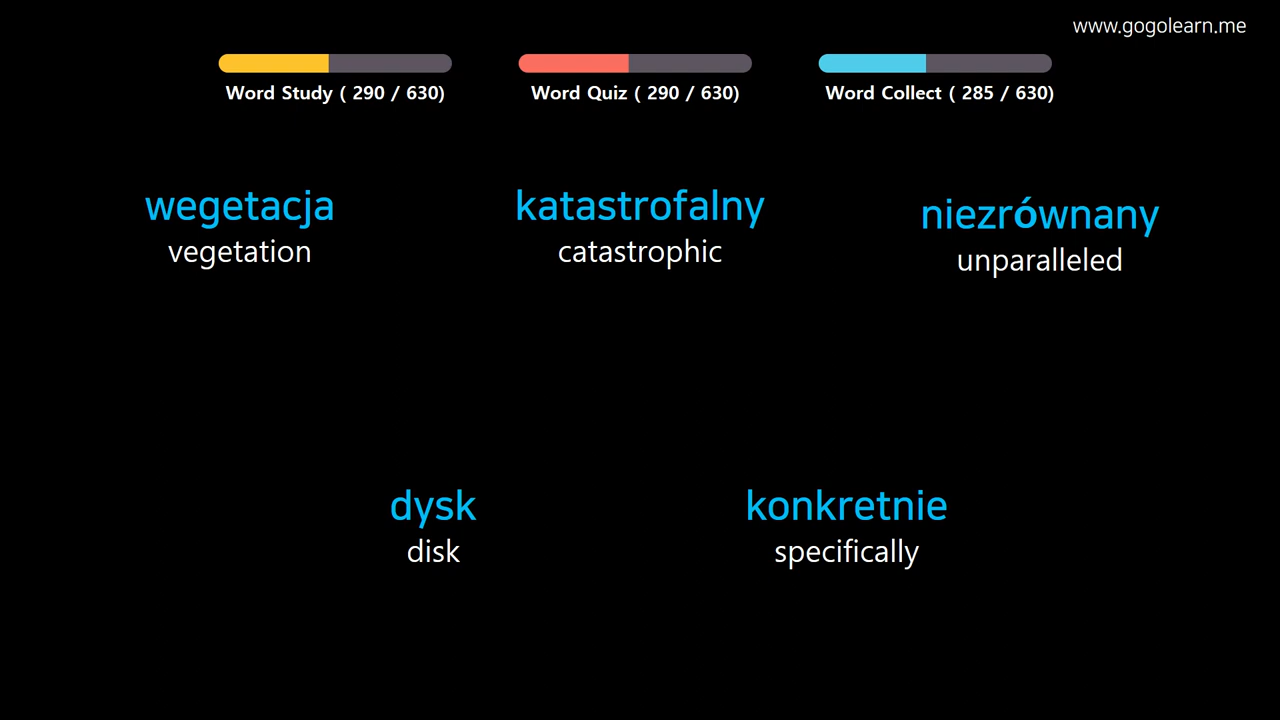 www.gogolearn.me
Word Study ( 290 / 630)
Word Quiz ( 290 / 630)
Word Collect ( 285 / 630)
wegetacja
vegetation
katastrofalny
catastrophic
niezrównany
unparalleled
dysk
disk
konkretnie
specifically